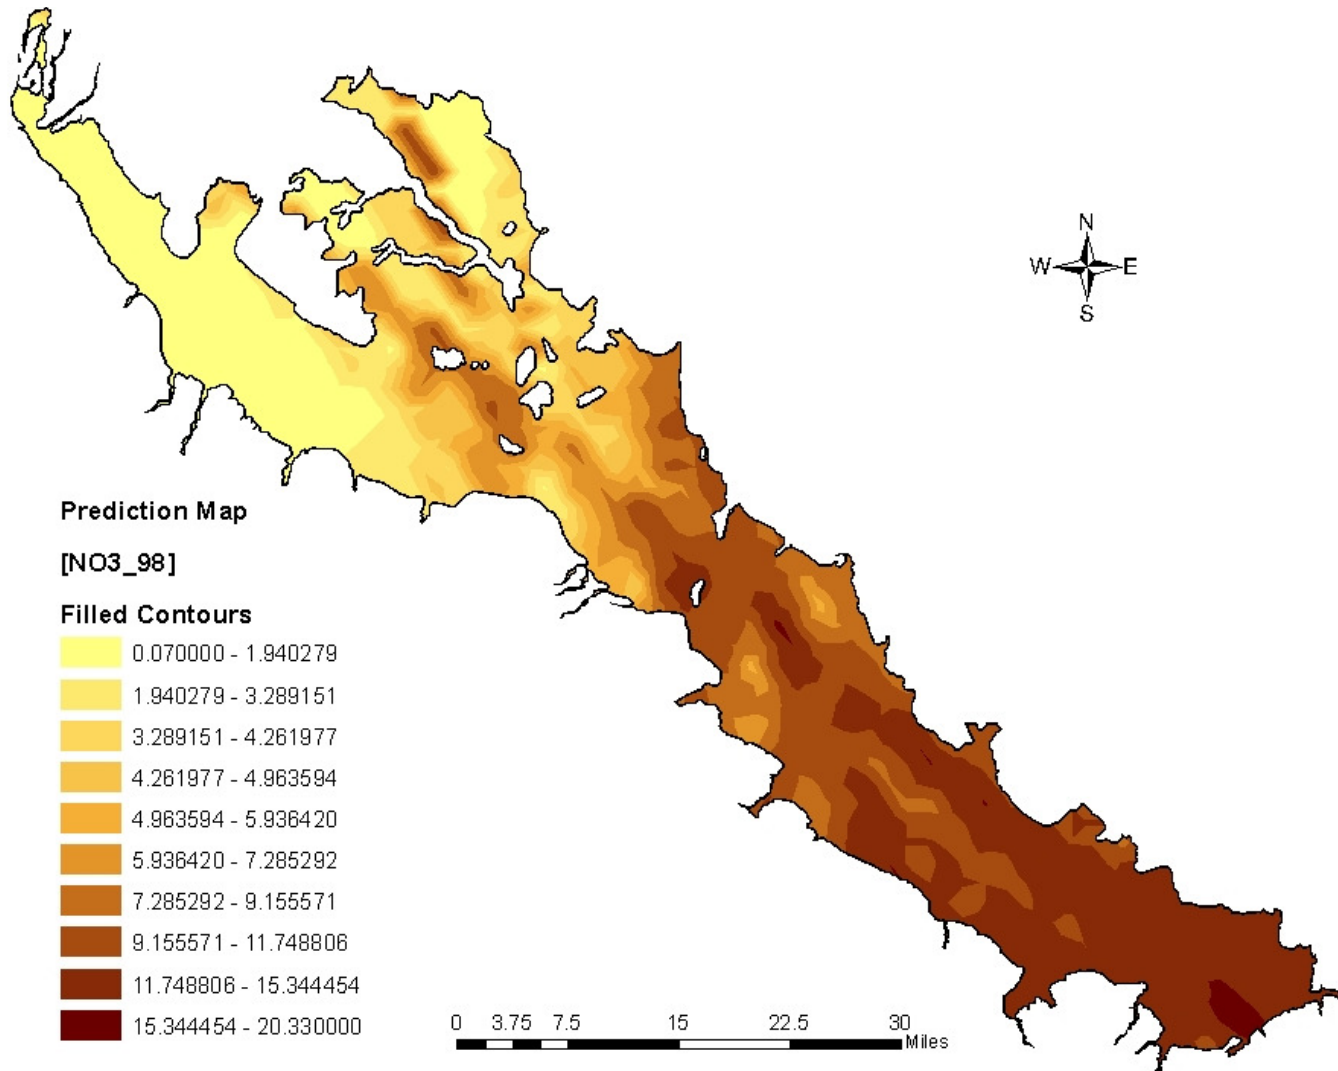 N
W E
S
Prediction Map
[NO3_98]
Filled Contours
0.070000 - 1.940279
1.940279 - 3.289151
3.289151 - 4.261977
4.261977 - 4.963594
4.963594 - 5.936420
5.936420 - 7.285292
7.285292 - 9.155571
9.155571 - 11.748806
11.748806 - 15.344454
15.344454 - 20.330000
0 3.75 7.5 15 22.5 30
Miles